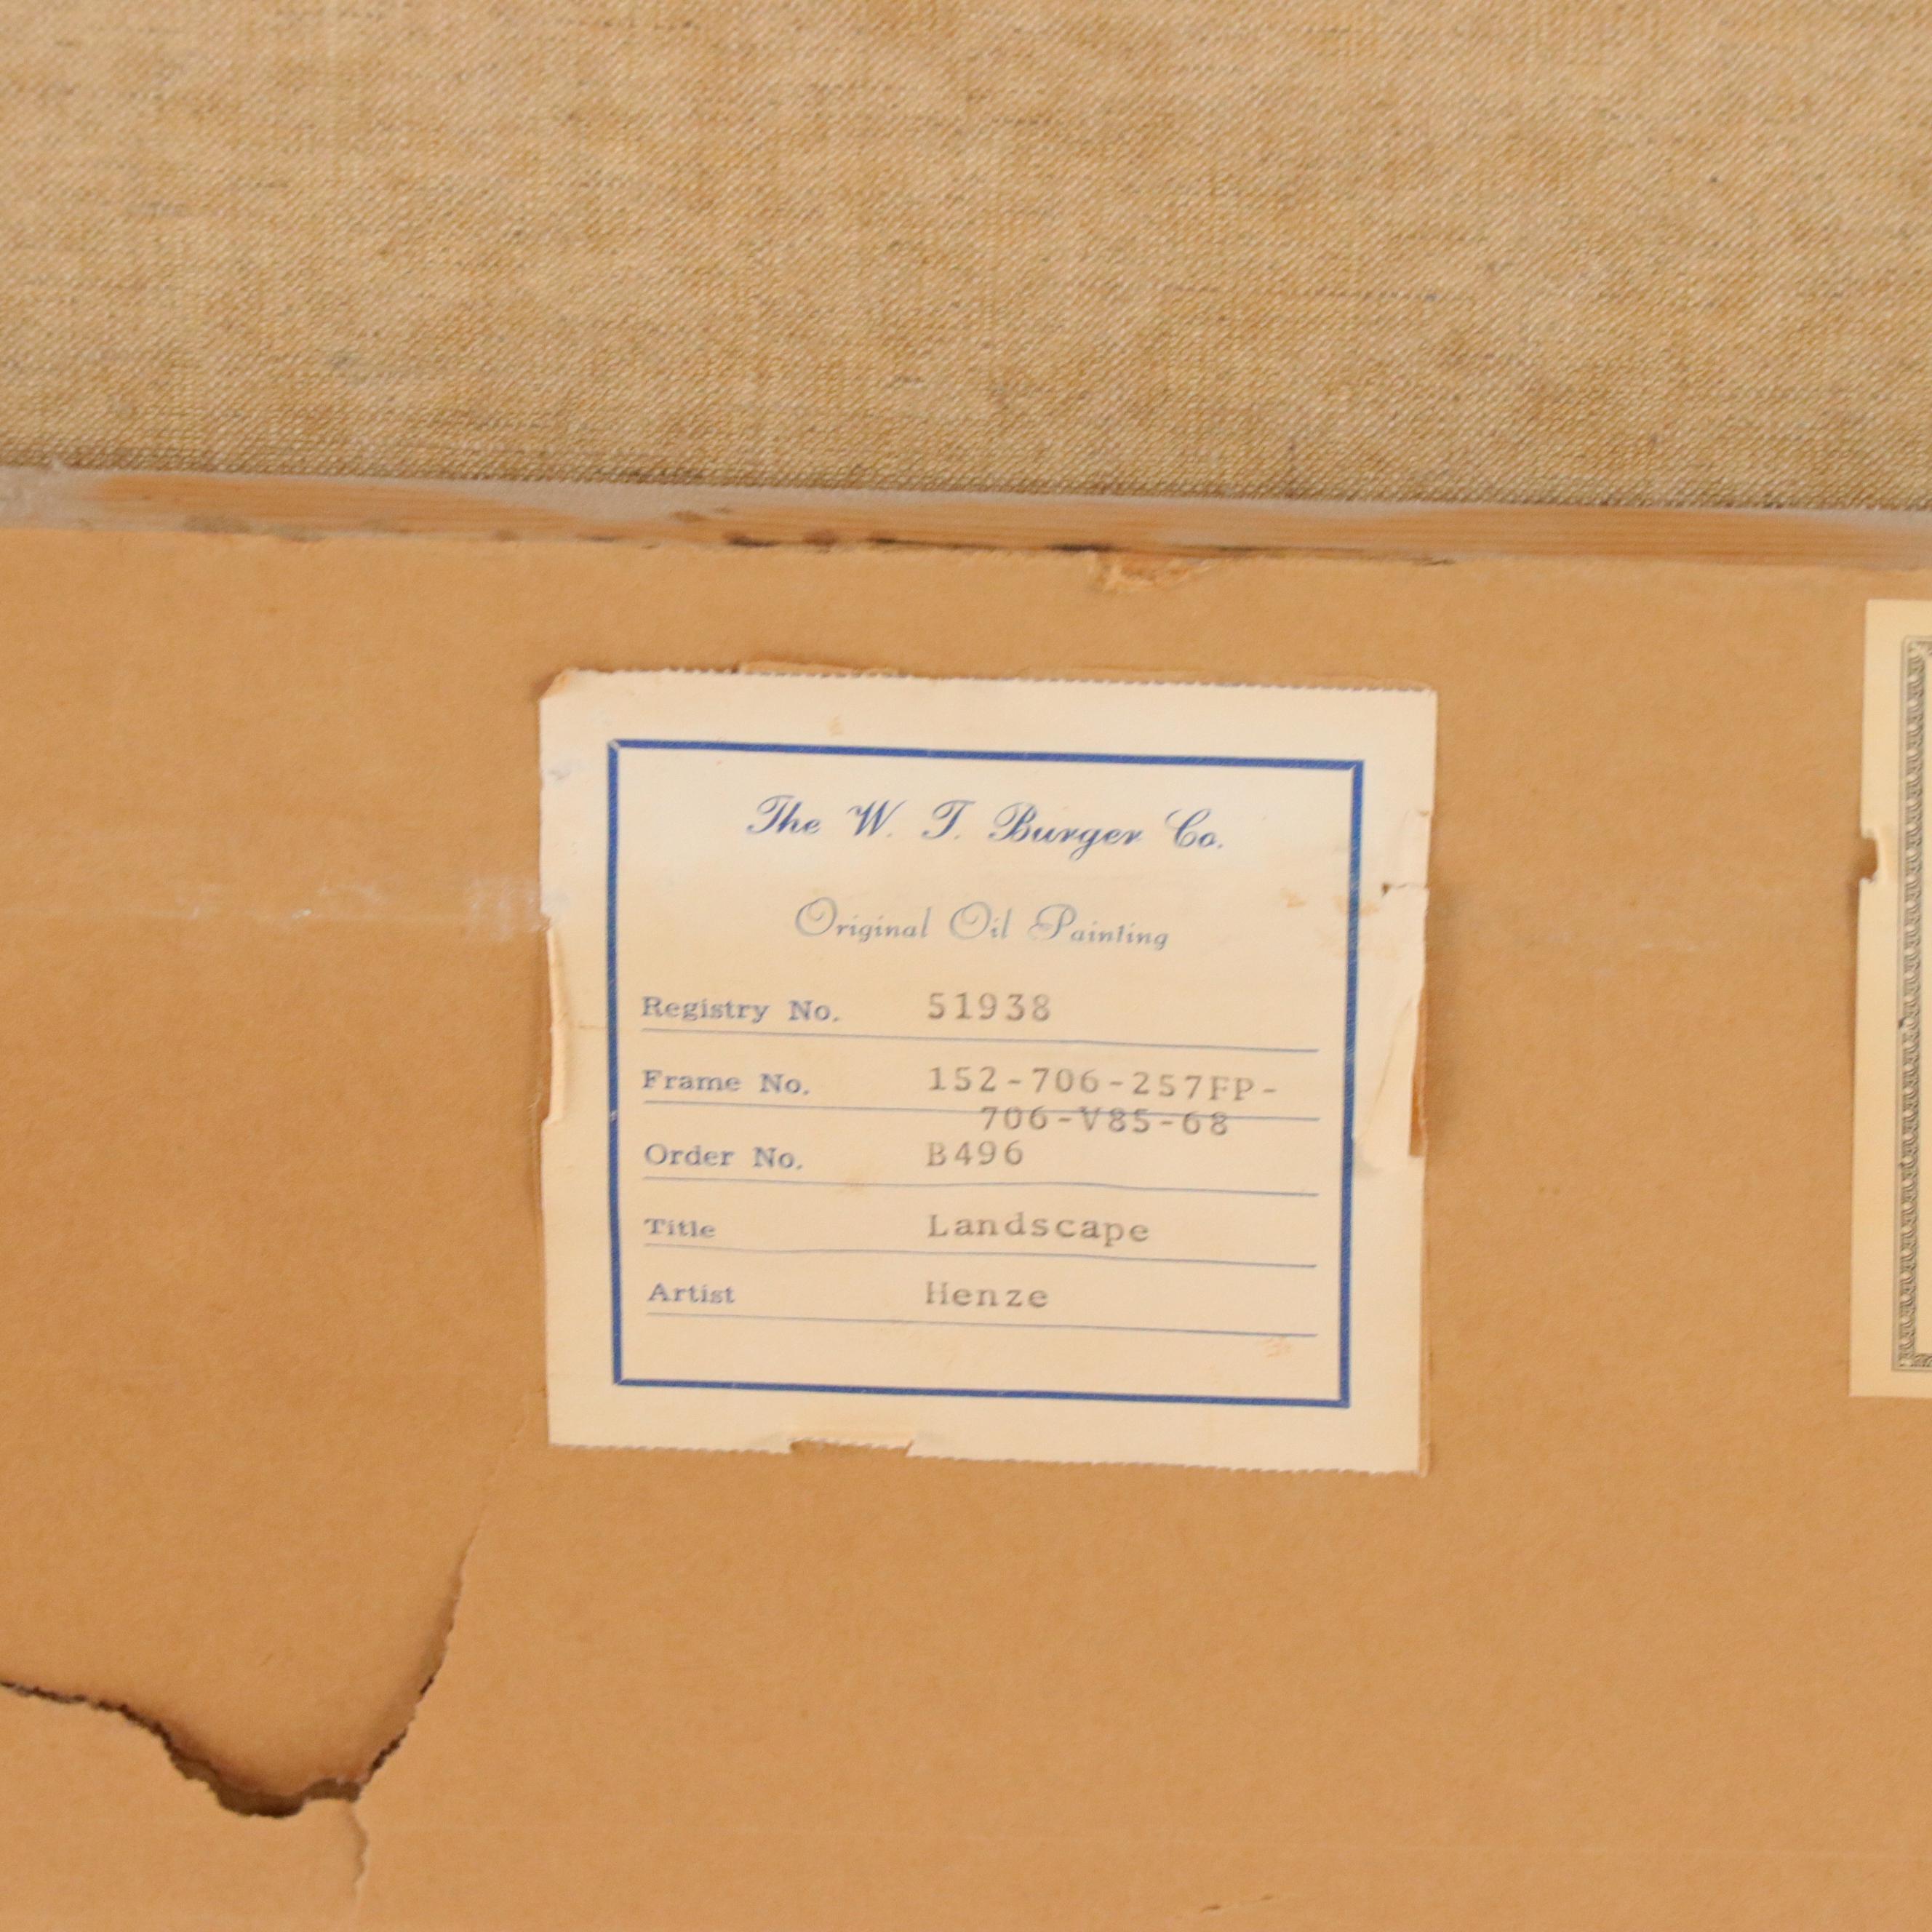 The W. T. Burger Co.
Original Oil Painting
Registry No. 51938
Frame No. 152-706-257FP-
706-V85-68
Order No. B496
Title Landscape
Artist Henze